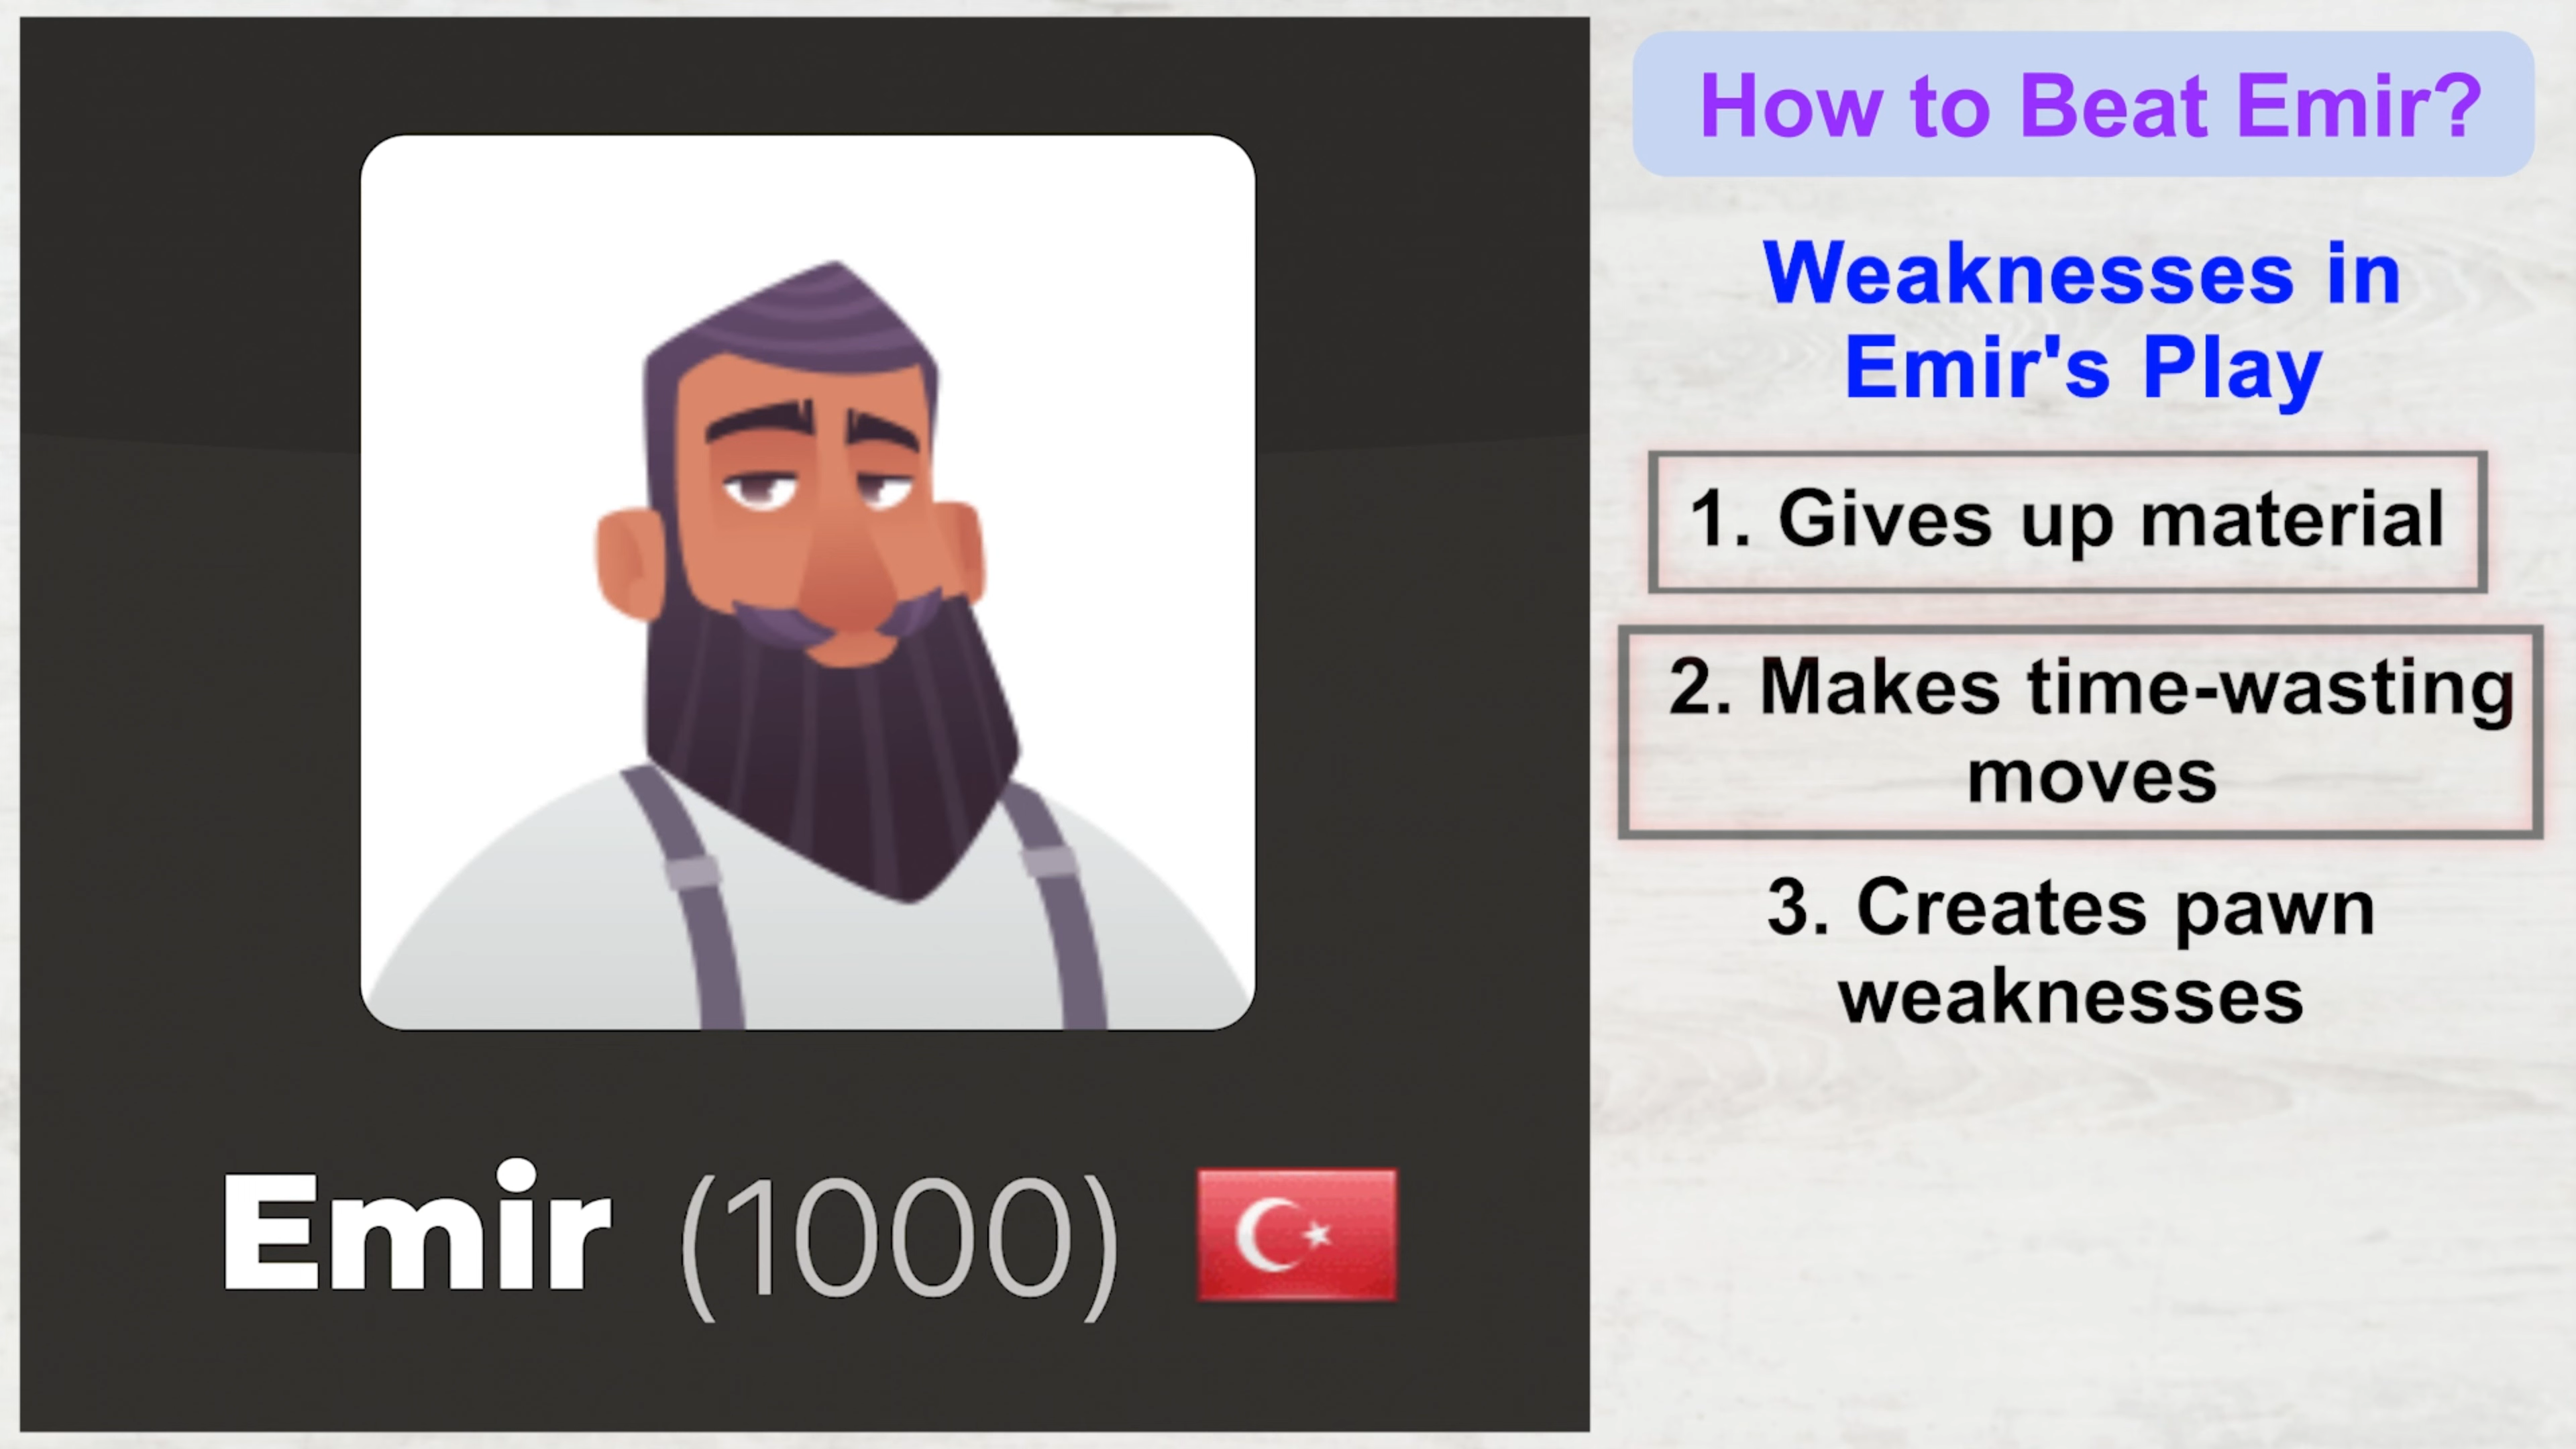 How to Beat Emir?
Weaknesses in
Emir's Play
1. Gives up material
2. Makes time-wasting
moves
3. Creates pawn
weaknesses
Emir (1000)